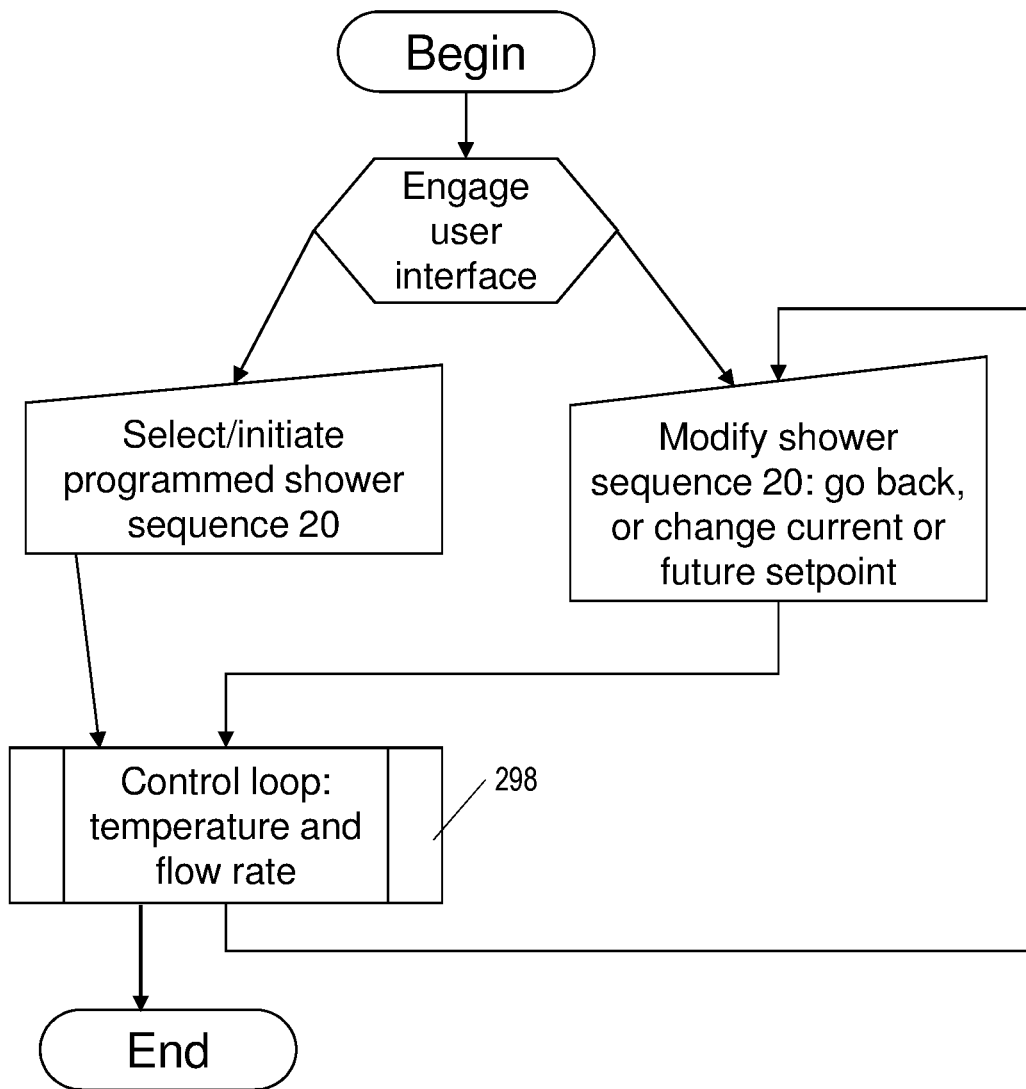 Begin
Engage
user
interface
Select/initiate
programmed shower
sequence 20
Modify shower
sequence 20: go back,
or change current or
future setpoint
Control loop:
temperature and
flow rate
298
End